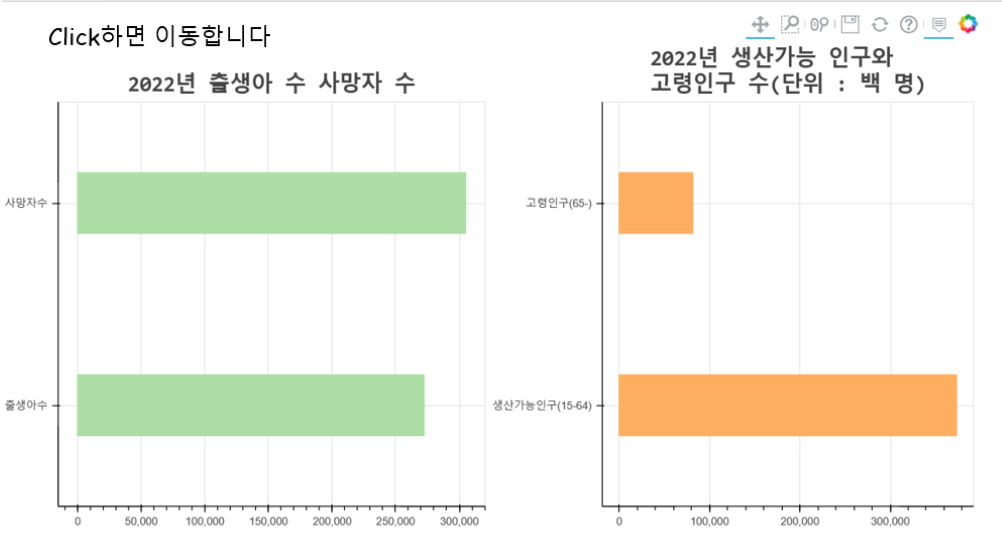 Click하면 이동합니다
2022년 출생아 수 사망자 수
사망자수
출생아수
0 50,000 100,000 150,000 200,000 250,000 300,000
2022년 생산가능 인구와
고령인구 수(단위 : 백 명)
고령인구(65-)
생산가능인구(15-64)
0 100,000 200,000 300,000